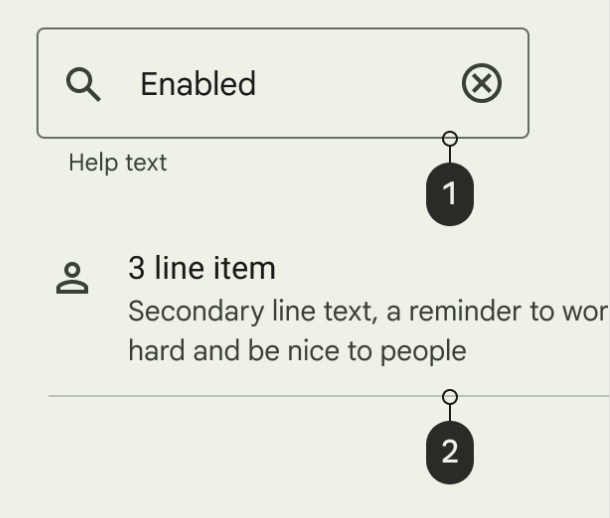 Enabled
Help text
1
3 line item
Secondary line text, a reminder to wor
hard and be nice to people
2